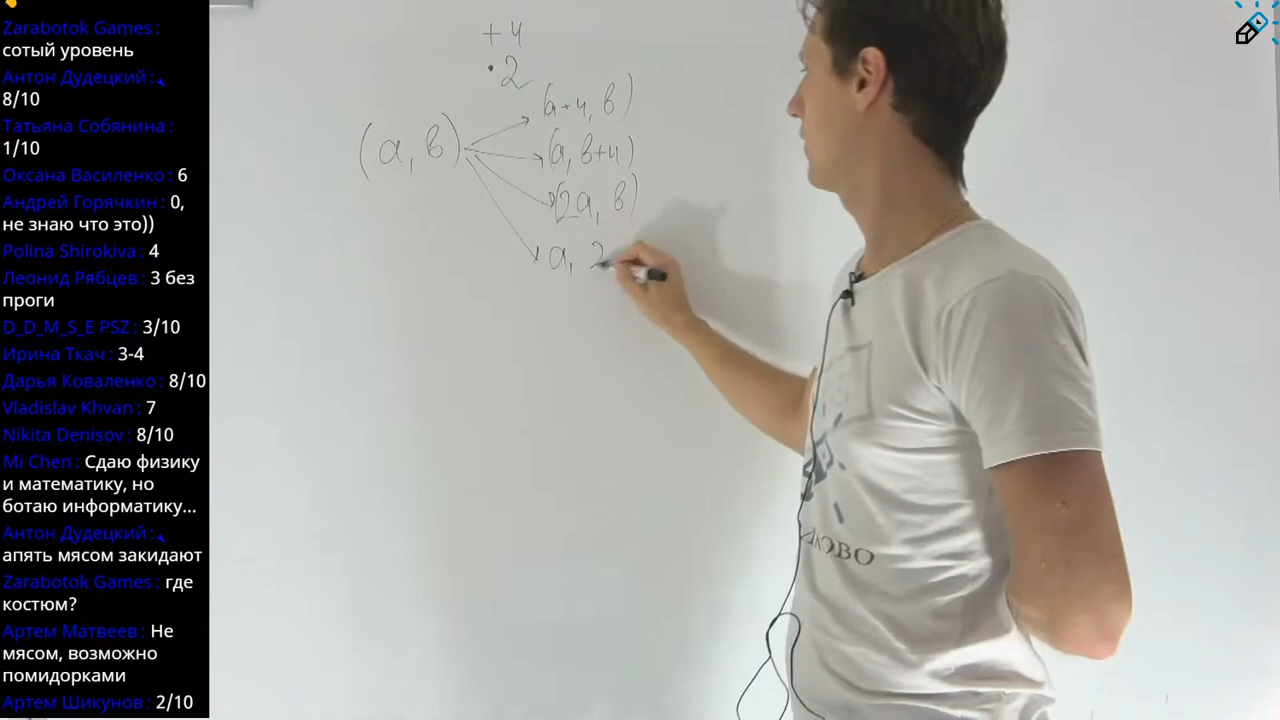 Zarabotok Games :
сотый уровень
Антон Дудецкий :
8/10
Татьяна Собянина :
1/10
Оксана Василенко : 6
Андрей Горячкин : 0,
не знаю что это))
Polina Shirokiva : 4
Леонид Рябцев : 3 без
проги
D_D_M_S_E PSZ : 3/10
Ирина Ткач : 3-4
Дарья Коваленко : 8/10
Vladislav Khvan : 7
Nikita Denisov : 8/10
Mi Chen : Сдаю физику
и математику, но
ботаю информатику...
Антон Дудецкий :
апять мясом закидают
Zarabotok Games : где
костюм?
Артем Матвеев : Не
мясом, возможно
помидорками
Артем Шикунов : 2/10
+4
·2
(a, b)
(a+4, b)
(a, b+4)
(2a, b)
a, 2